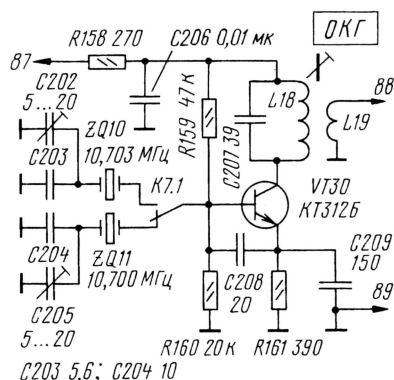 ОКГ
R158 270
C206 0,01 мк
87
C202
5...20
ZQ10
10,703 МГц
C203
R159 47к
C207 39
L18
88
L19
K7.1
VT30
КТ312Б
C204
ZQ11
10,700 МГц
C205
5...20
C208
20
C209
150
89
R160 20к
R161 390
C203 5,6; C204 10